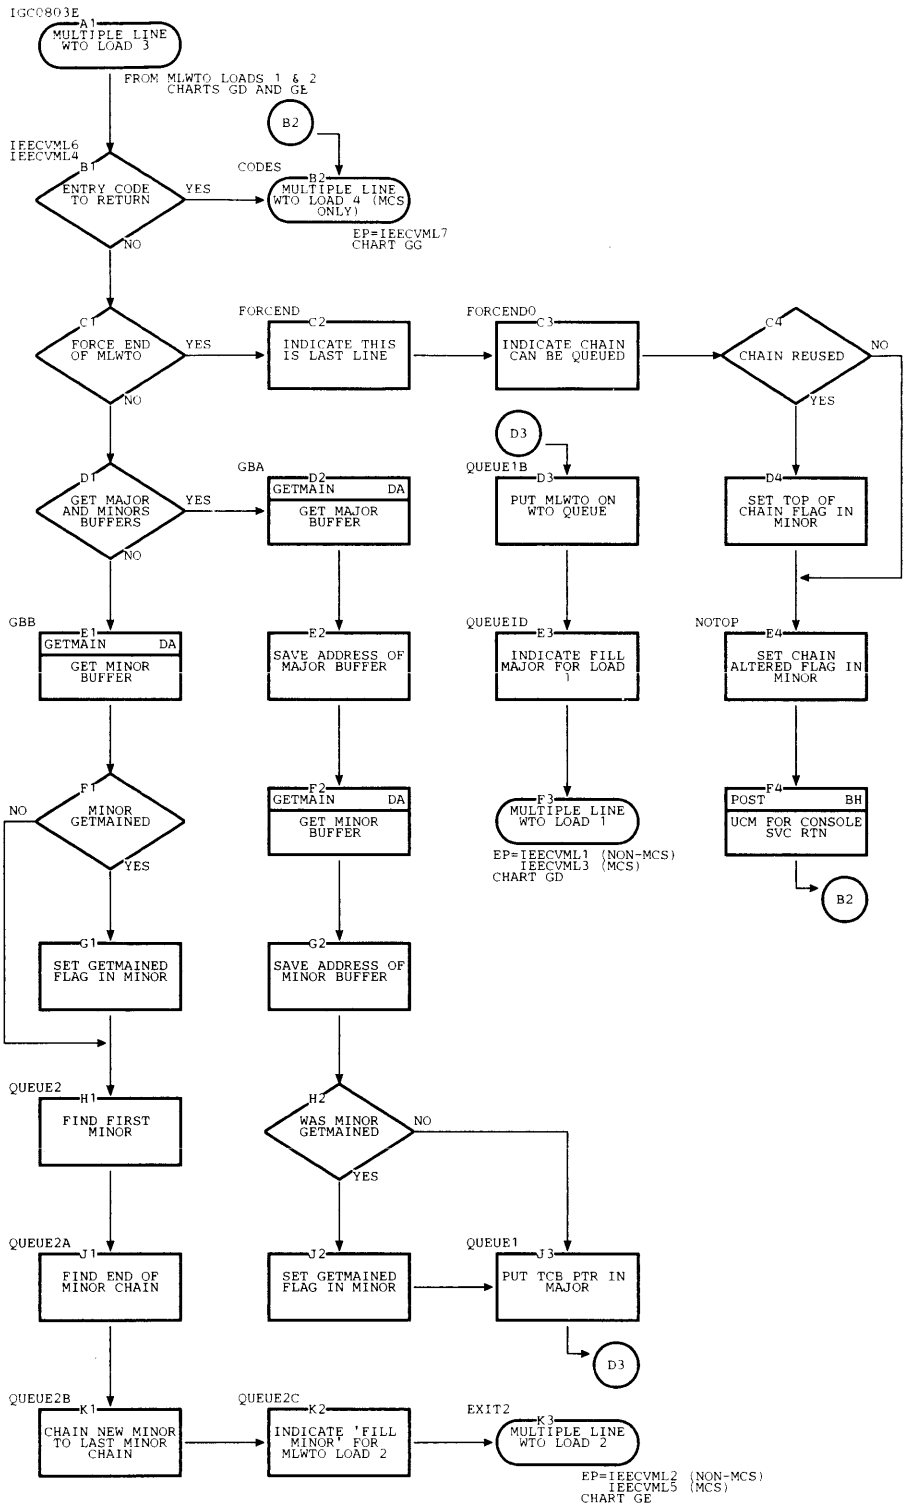 IGC0803E
A1
MULTIPLE LINE
WTO LOAD 3
FROM MLWTO LOADS 1 & 2
CHARTS GD AND GE
B2
IEECVML6
IEECVML4
B1
ENTRY CODE
TO RETURN
YES
NO
CODES
B2
MULTIPLE LINE
WTO LOAD 4 (MCS
ONLY)
EP=IEECVML7
CHART GG
C1
FORCE END
OF MLWTO
YES
NO
FORCEND
C2
INDICATE THIS
IS LAST LINE
FORCEND0
C3
INDICATE CHAIN
CAN BE QUEUED
C4
CHAIN REUSED
NO
YES
D1
GET MAJOR
AND MINORS
BUFFERS
YES
NO
GBA
D2
GETMAIN DA
GET MAJOR
BUFFER
D3
QUEUE1B
D3
PUT MLWTO ON
WTO QUEUE
D4
SET TOP OF
CHAIN FLAG IN
MINOR
GBB
E1
GETMAIN DA
GET MINOR
BUFFER
E2
SAVE ADDRESS OF
MAJOR BUFFER
QUEUEID
E3
INDICATE FILL
MAJOR FOR LOAD
1
NOTOP
E4
SET CHAIN
ALTERED FLAG IN
MINOR
F1
MINOR
GETMAINED
NO
YES
F2
GETMAIN DA
GET MINOR
BUFFER
F3
MULTIPLE LINE
WTO LOAD 1
EP=IEECVML1 (NON-MCS)
IEECVML3 (MCS)
CHART GD
F4
POST BH
UCM FOR CONSOLE
SVC RTN
B2
G1
SET GETMAINED
FLAG IN MINOR
G2
SAVE ADDRESS OF
MINOR BUFFER
QUEUE2
H1
FIND FIRST
MINOR
H2
WAS MINOR
GETMAINED
NO
YES
QUEUE2A
J1
FIND END OF
MINOR CHAIN
J2
SET GETMAINED
FLAG IN MINOR
QUEUE1
J3
PUT TCB PTR IN
MAJOR
D3
QUEUE2B
K1
CHAIN NEW MINOR
TO LAST MINOR
CHAIN
QUEUE2C
K2
INDICATE 'FILL
MINOR' FOR
MLWTO LOAD 2
EXIT2
K3
MULTIPLE LINE
WTO LOAD 2
EP=IEECVML2 (NON-MCS)
IEECVML5 (MCS)
CHART GE